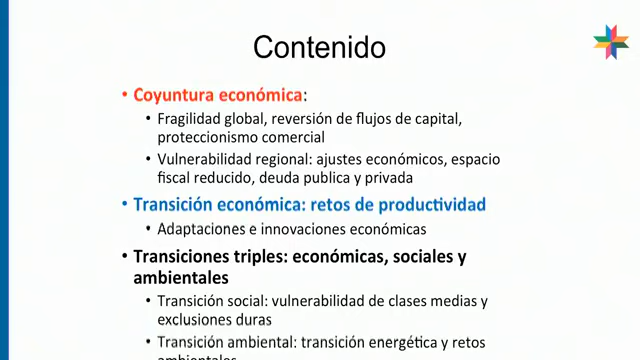 Contenido
• Coyuntura económica:
• Fragilidad global, reversión de flujos de capital,
proteccionismo comercial
• Vulnerabilidad regional: ajustes económicos, espacio
fiscal reducido, deuda publica y privada
• Transición económica: retos de productividad
• Adaptaciones e innovaciones económicas
• Transiciones triples: económicas, sociales y
ambientales
• Transición social: vulnerabilidad de clases medias y
exclusiones duras
• Transición ambiental: transición energética y retos
ambientales